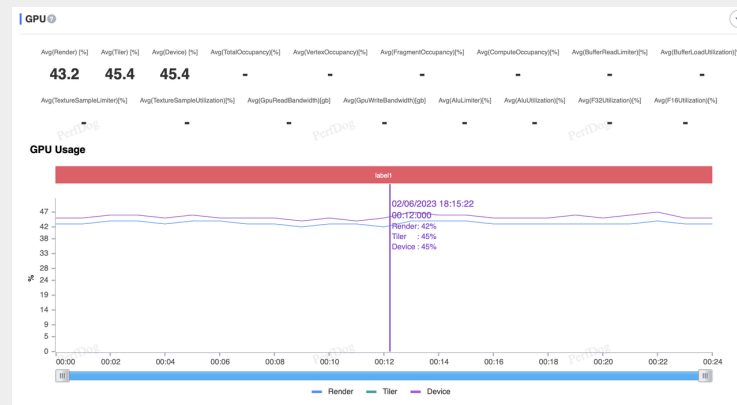 GPU
Avg(Render) [%] Avg(Tiler) [%] Avg(Device) [%] Avg(TotalOccupancy)[%] Avg(VertexOccupancy)[%] Avg(FragmentOccupancy)[%] Avg(ComputeOccupancy)[%] Avg(BufferReadLimiter)[%] Avg(BufferLoadUtilization)[%
43.2 45.4 45.4 - - - - - -
Avg(TextureSampleLimiter)[%] Avg(TextureSampleUtilization)[%] Avg(GpuReadBandwidth)[gb] Avg(GpuWriteBandwidth)[gb] Avg(AluLimiter)[%] Avg(AluUtilization)[%] Avg(F32Utilization)[%] Avg(F16Utilization)[%]
- - - - - - - -
PerfDog PerfDog PerfDog
GPU Usage
label1
02/06/2023 18:15:22
00:12:000
Render: 42%
Tiler : 45%
Device : 45%
47
42
38
33
28
24
19
14
9
5
0
%
PerfDog PerfDog PerfDog
00:00 00:02 00:04 00:06 00:08 00:10 00:12 00:14 00:16 00:18 00:20 00:22 00:24
Render Tiler Device